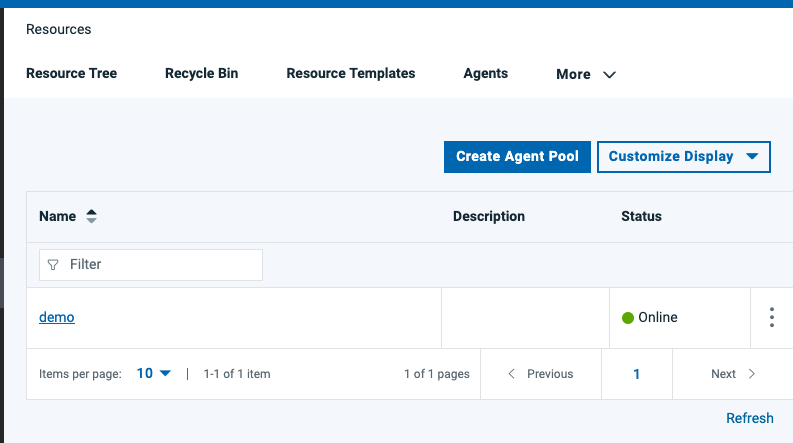 Resources
Resource Tree Recycle Bin Resource Templates Agents More
Create Agent Pool Customize Display
Name Description Status
Filter
demo Online
Items per page: 10 | 1-1 of 1 item 1 of 1 pages Previous 1 Next
Refresh